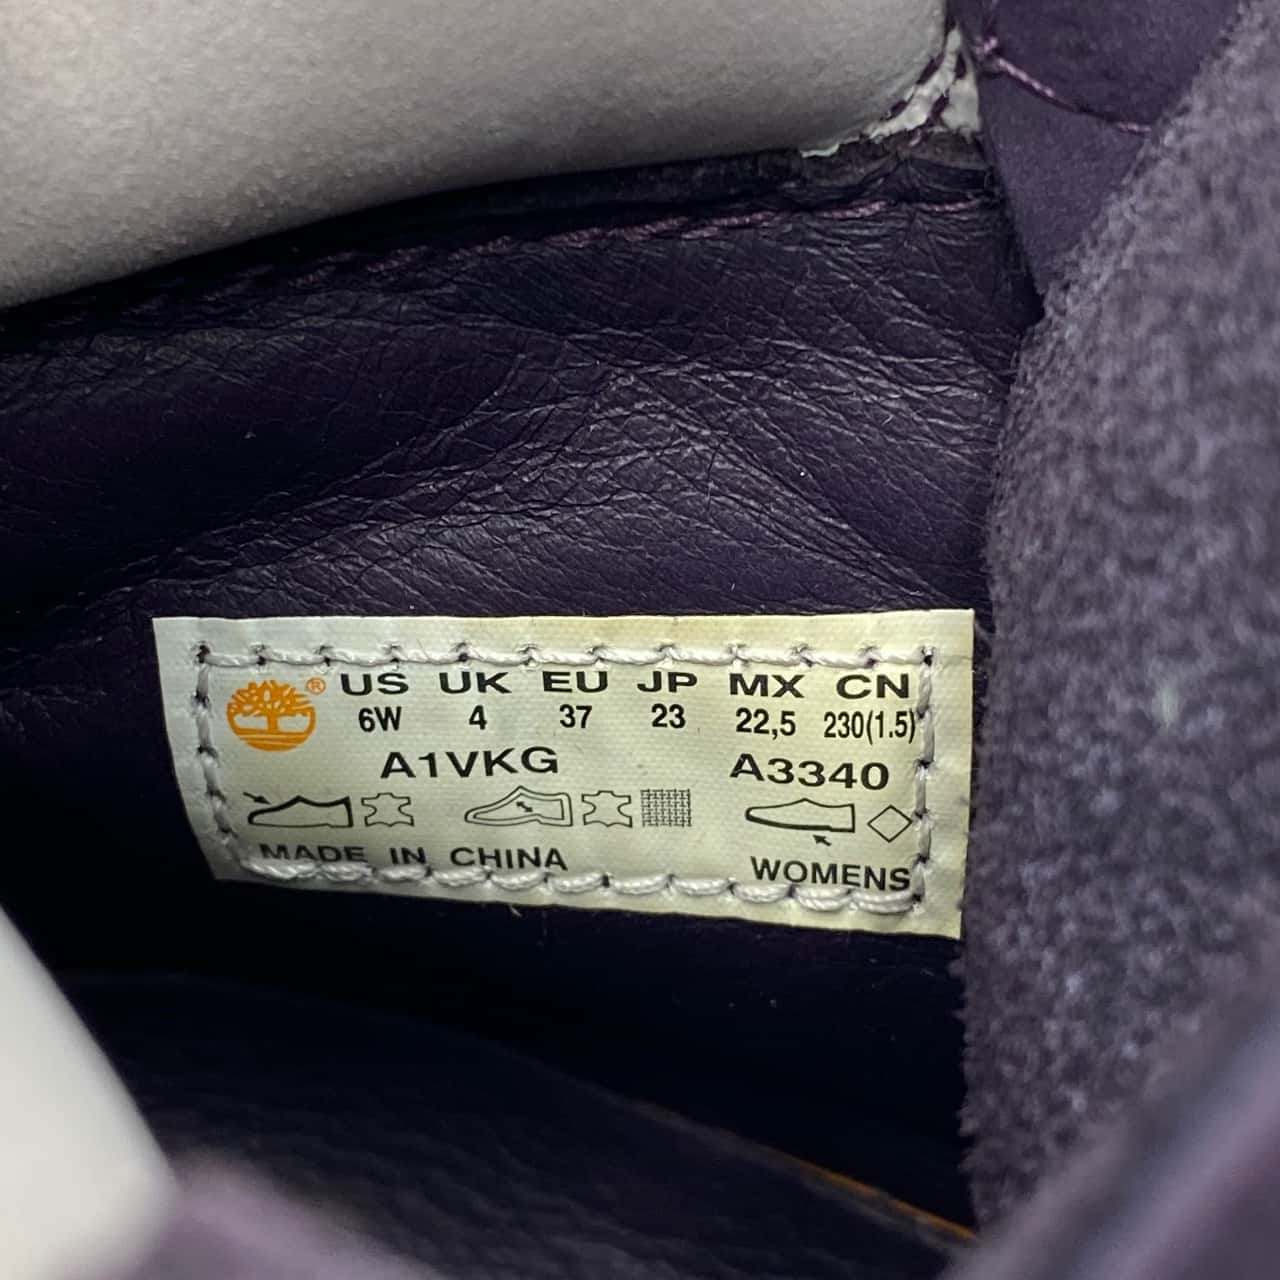 ® US UK EU JP MX CN
6W 4 37 23 22,5 230(1.5)
A1VKG A3340
MADE IN CHINA WOMENS